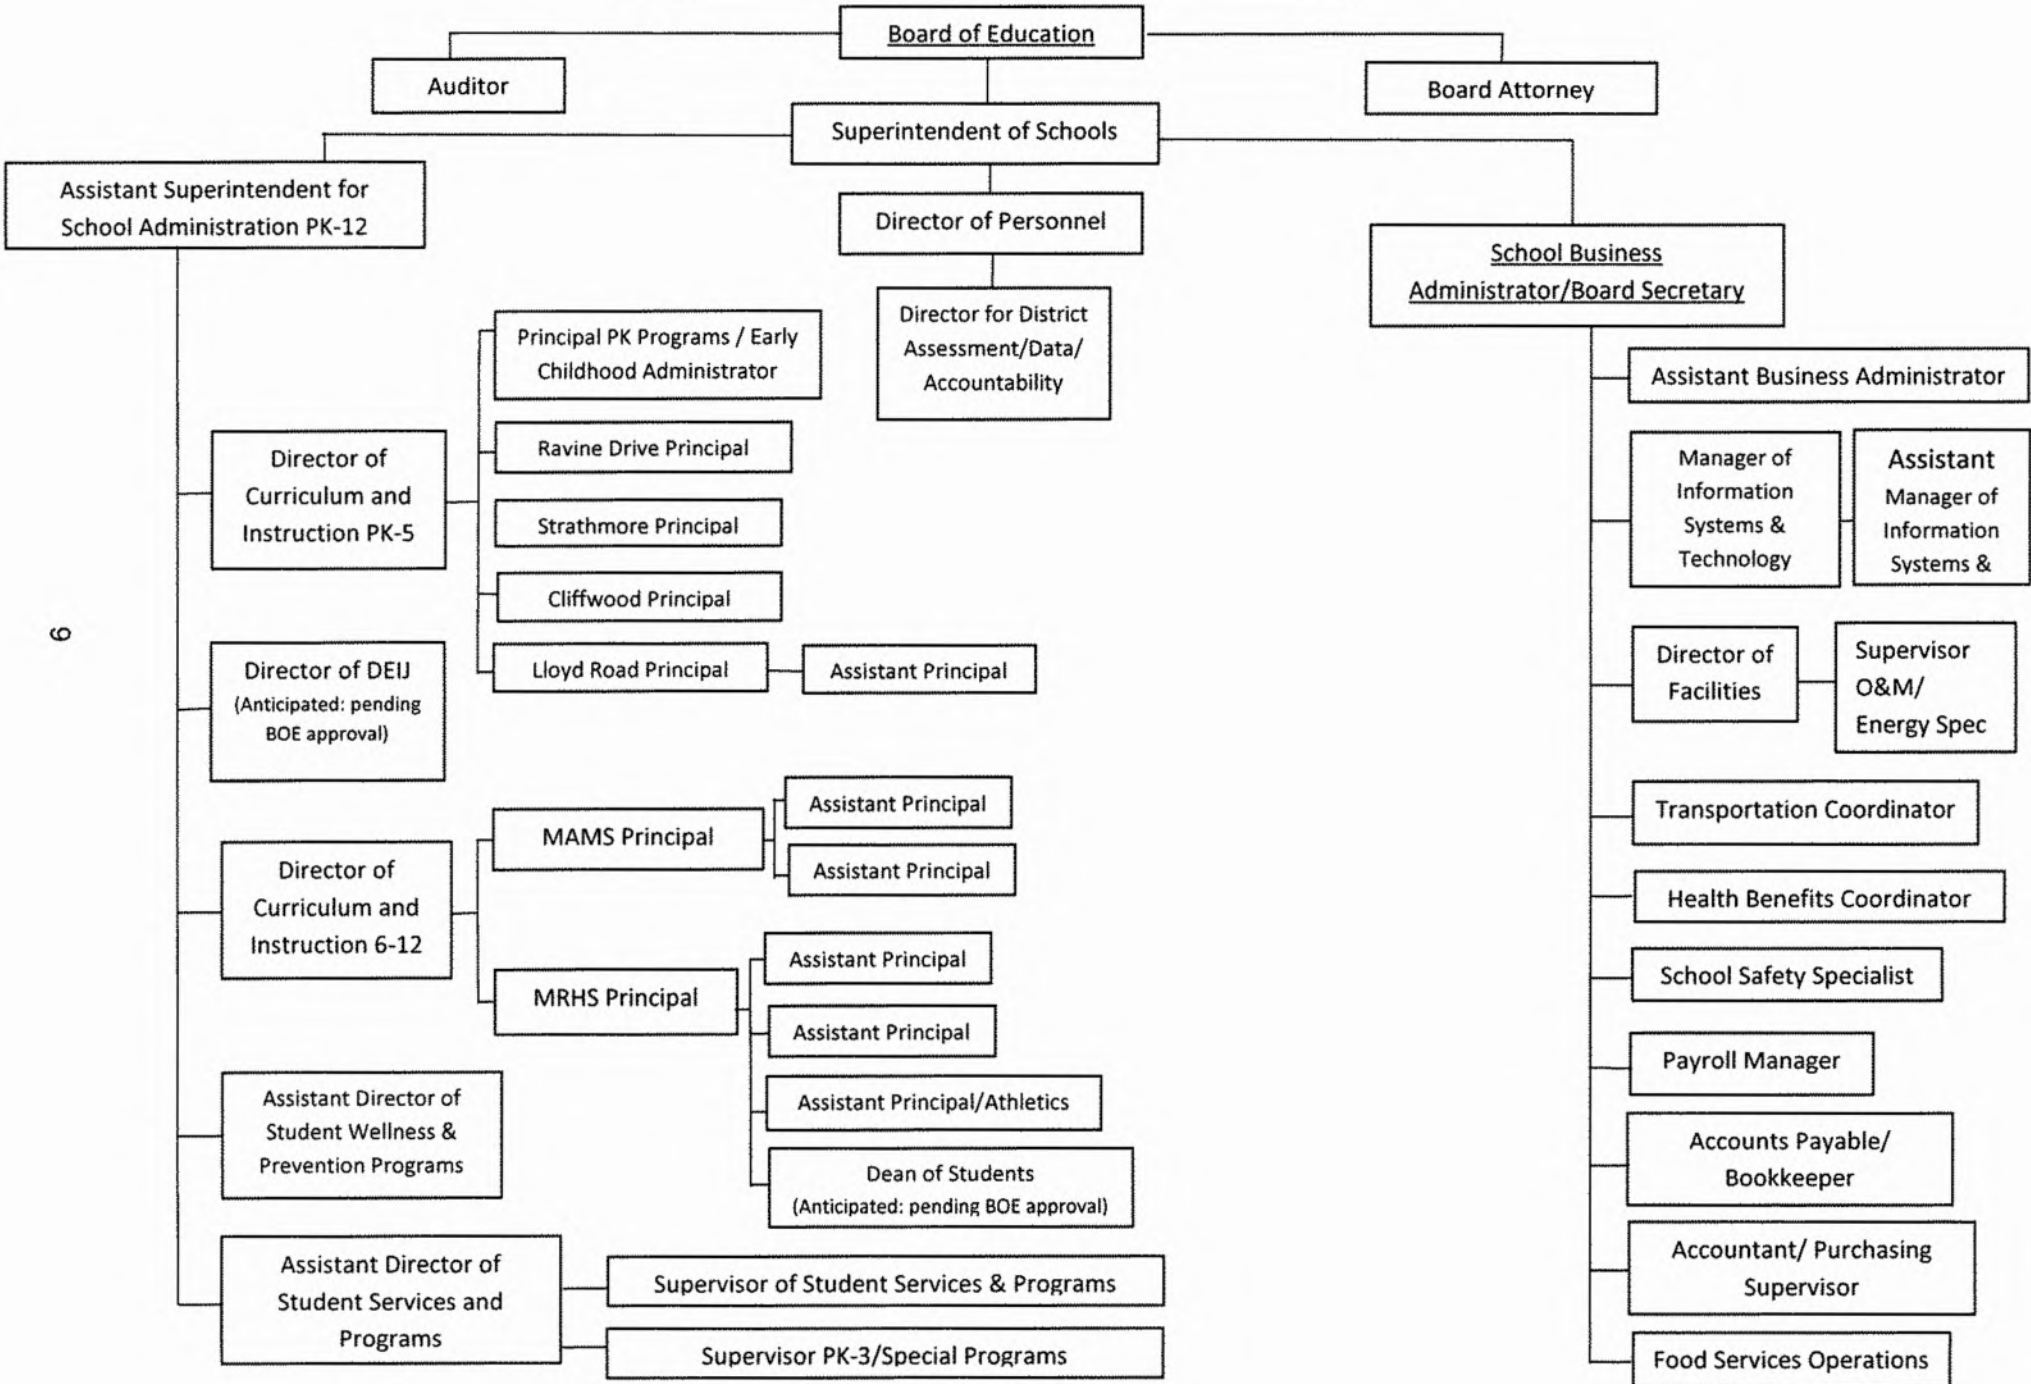 Board of Education
Auditor
Board Attorney
Superintendent of Schools
Assistant Superintendent for
School Administration PK-12
Director of Personnel
School Business
Administrator/Board Secretary
Director for District
Assessment/Data/
Accountability
Principal PK Programs / Early
Childhood Administrator
Ravine Drive Principal
Director of
Curriculum and
Instruction PK-5
Strathmore Principal
Cliffwood Principal
Lloyd Road Principal
Assistant Principal
Director of DEIJ
(Anticipated: pending
BOE approval)
Director of
Curriculum and
Instruction 6-12
MAMS Principal
Assistant Principal
Assistant Principal
MRHS Principal
Assistant Principal
Assistant Principal
Assistant Principal/Athletics
Dean of Students
(Anticipated: pending BOE approval)
Assistant Director of
Student Wellness &
Prevention Programs
Assistant Director of
Student Services and
Programs
Supervisor of Student Services & Programs
Supervisor PK-3/Special Programs
Assistant Business Administrator
Manager of
Information
Systems &
Technology
Assistant
Manager of
Information
Systems &
Director of
Facilities
Supervisor
O&M/
Energy Spec
Transportation Coordinator
Health Benefits Coordinator
School Safety Specialist
Payroll Manager
Accounts Payable/
Bookkeeper
Accountant/ Purchasing
Supervisor
Food Services Operations